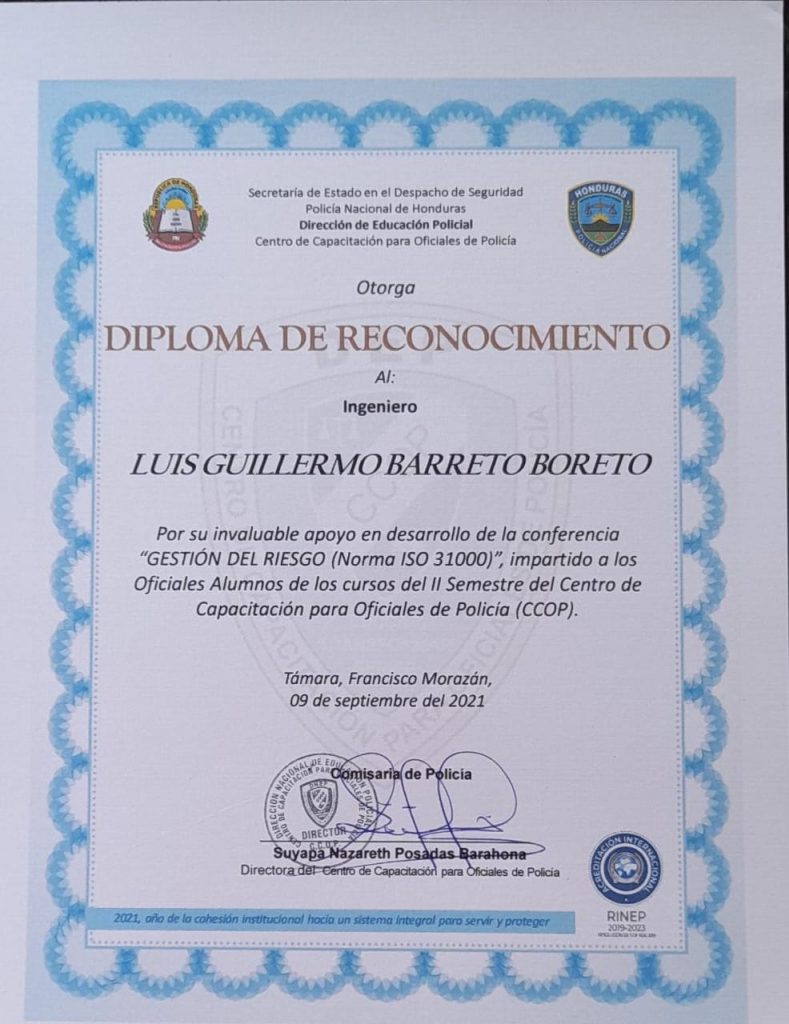 Secretaría de Estado en el Despacho de Seguridad
Policía Nacional de Honduras
Dirección de Educación Policial
Centro de Capacitación para Oficiales de Policía
HONDURAS
POLICIA NACIONAL
Otorga
DIPLOMA DE RECONOCIMIENTO
Al:
Ingeniero
LUIS GUILLERMO BARRETO BORETO
Por su invaluable apoyo en desarrollo de la conferencia
“GESTIÓN DEL RIESGO (Norma ISO 31000)”, impartido a los
Oficiales Alumnos de los cursos del II Semestre del Centro de
Capacitación para Oficiales de Policía (CCOP).
Támara, Francisco Morazán,
09 de septiembre del 2021
Comisaria de Policía
DIRECTOR
C.C.O.P.
Suyapa Nazareth Posadas Barahona
Directora del Centro de Capacitación para Oficiales de Policía
ACREDITACIÓN INTERNACIONAL
RINEP
2019-2023
2021, año de la cohesión institucional hacia un sistema integral para servir y proteger